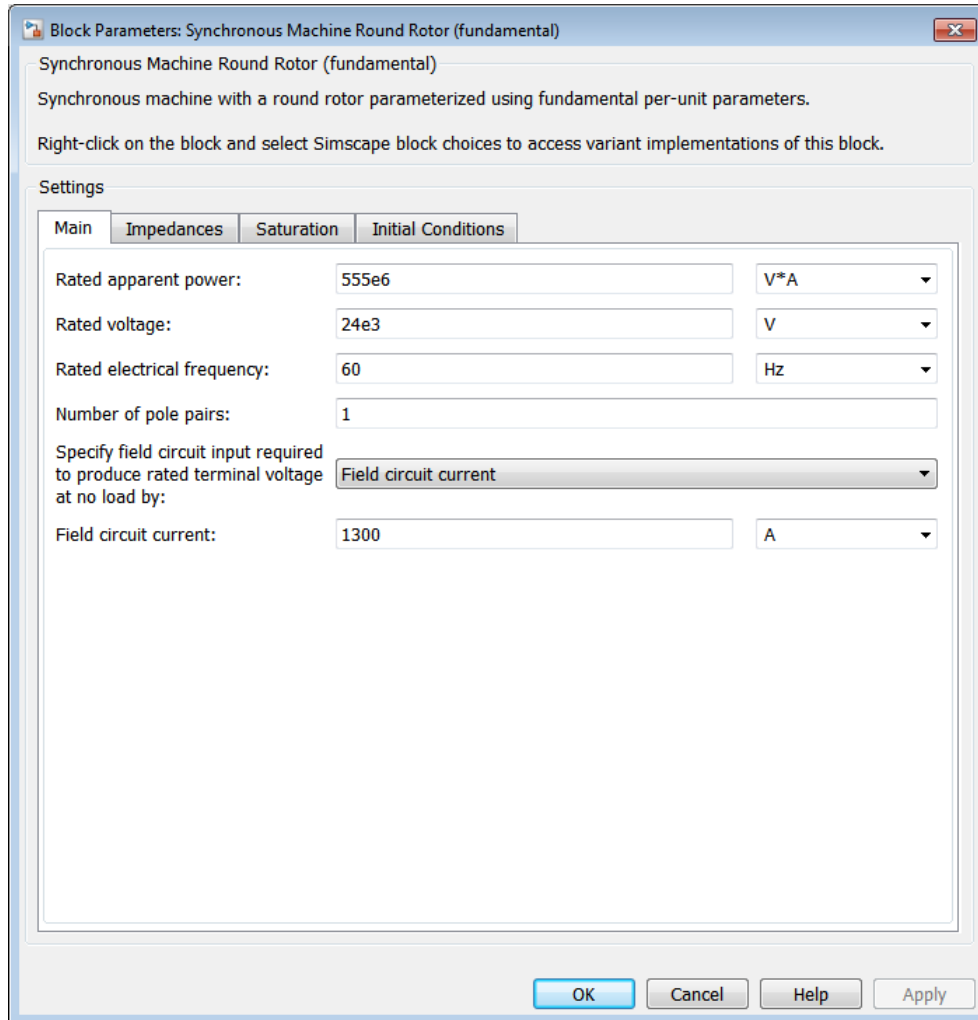 Block Parameters: Synchronous Machine Round Rotor (fundamental)
Synchronous Machine Round Rotor (fundamental)
Synchronous machine with a round rotor parameterized using fundamental per-unit parameters.
Right-click on the block and select Simscape block choices to access variant implementations of this block.
Settings
Main Impedances Saturation Initial Conditions
Rated apparent power: 555e6 V*A
Rated voltage: 24e3 V
Rated electrical frequency: 60 Hz
Number of pole pairs: 1
Specify field circuit input required
to produce rated terminal voltage Field circuit current
at no load by:
Field circuit current: 1300 A
OK Cancel Help Apply